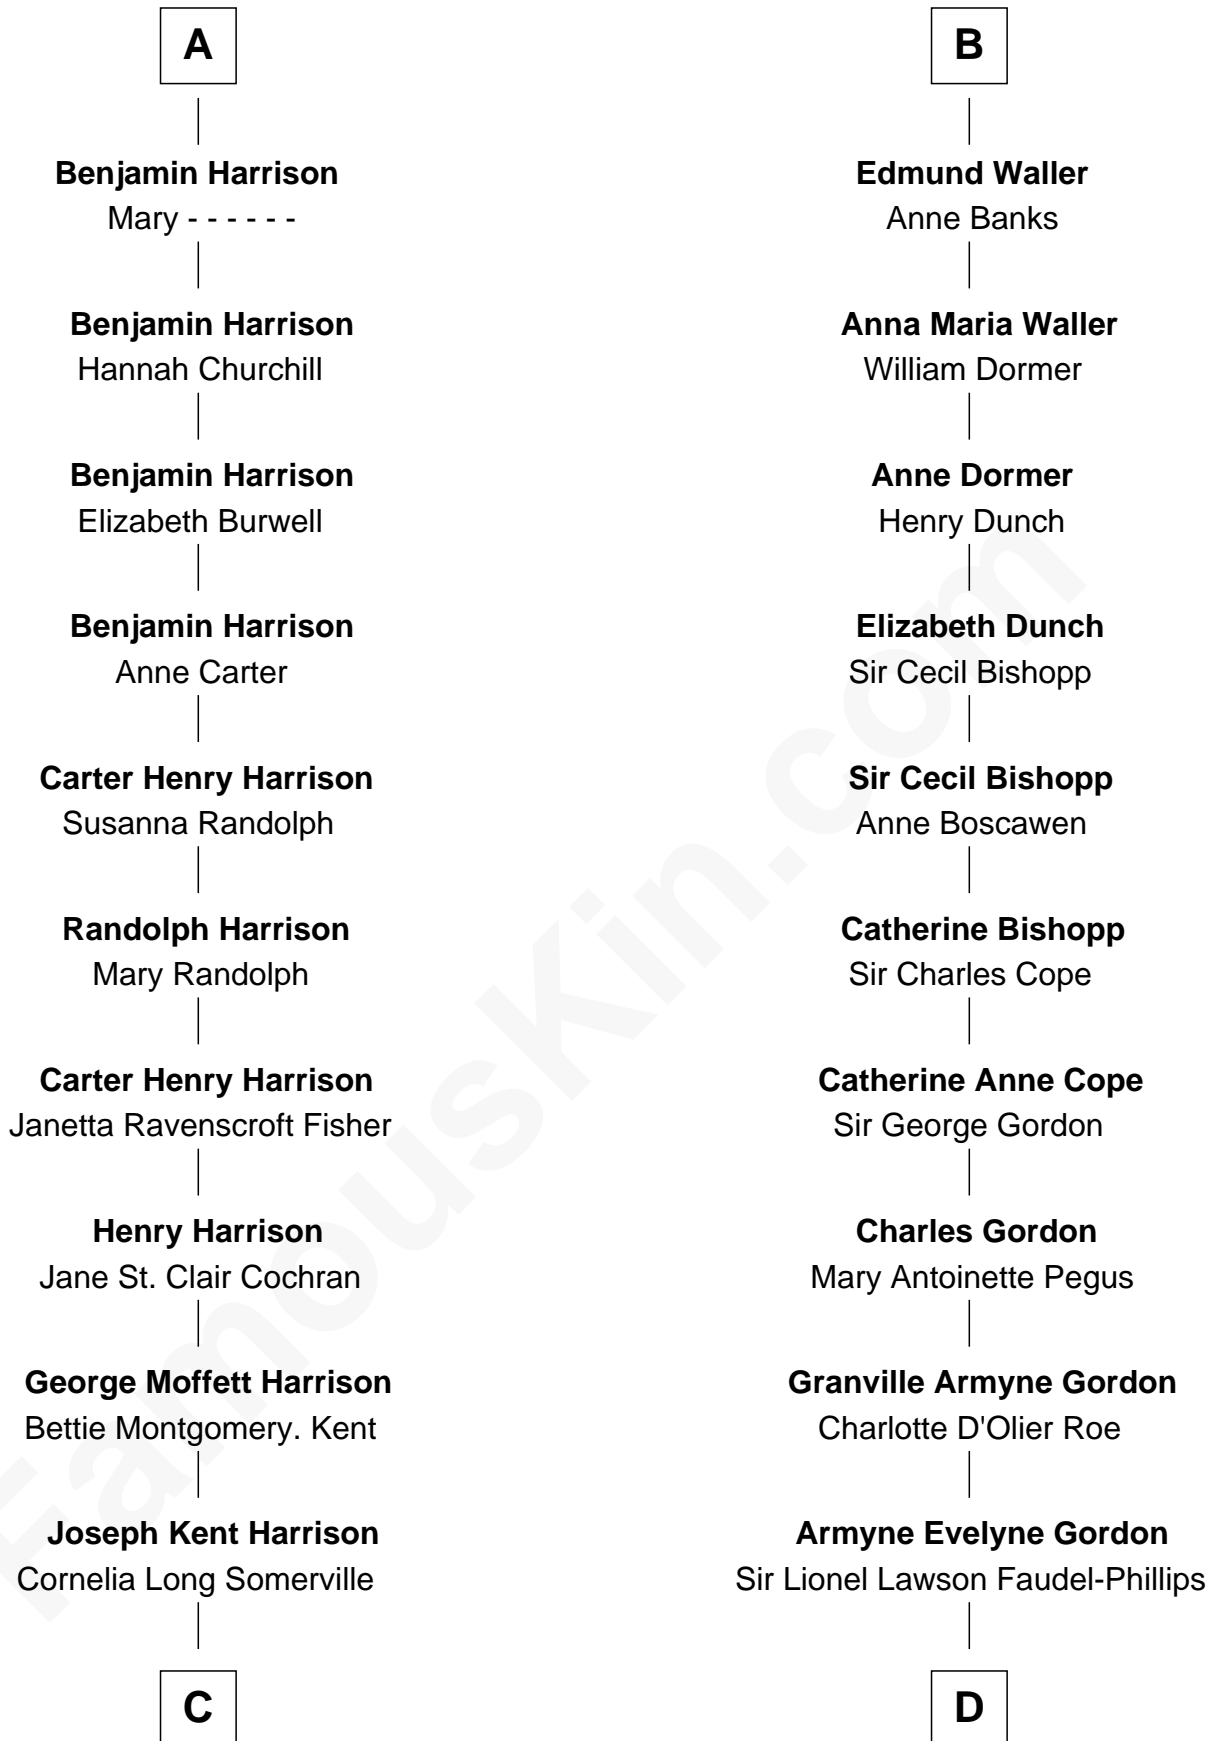 A
Benjamin Harrison
Mary - - - - - -
Benjamin Harrison
Hannah Churchill
Benjamin Harrison
Elizabeth Burwell
Benjamin Harrison
Anne Carter
Carter Henry Harrison
Susanna Randolph
Randolph Harrison
Mary Randolph
Carter Henry Harrison
Janetta Ravenscroft Fisher
Henry Harrison
Jane St. Clair Cochran
George Moffett Harrison
Bettie Montgomery. Kent
Joseph Kent Harrison
Cornelia Long Somerville
C
B
Edmund Waller
Anne Banks
Anna Maria Waller
William Dormer
Anne Dormer
Henry Dunch
Elizabeth Dunch
Sir Cecil Bishopp
Sir Cecil Bishopp
Anne Boscawen
Catherine Bishopp
Sir Charles Cope
Catherine Anne Cope
Sir George Gordon
Charles Gordon
Mary Antoinette Pegus
Granville Armyne Gordon
Charlotte D'Olier Roe
Armyne Evelyne Gordon
Sir Lionel Lawson Faudel-Phillips
D
FamousKin.com